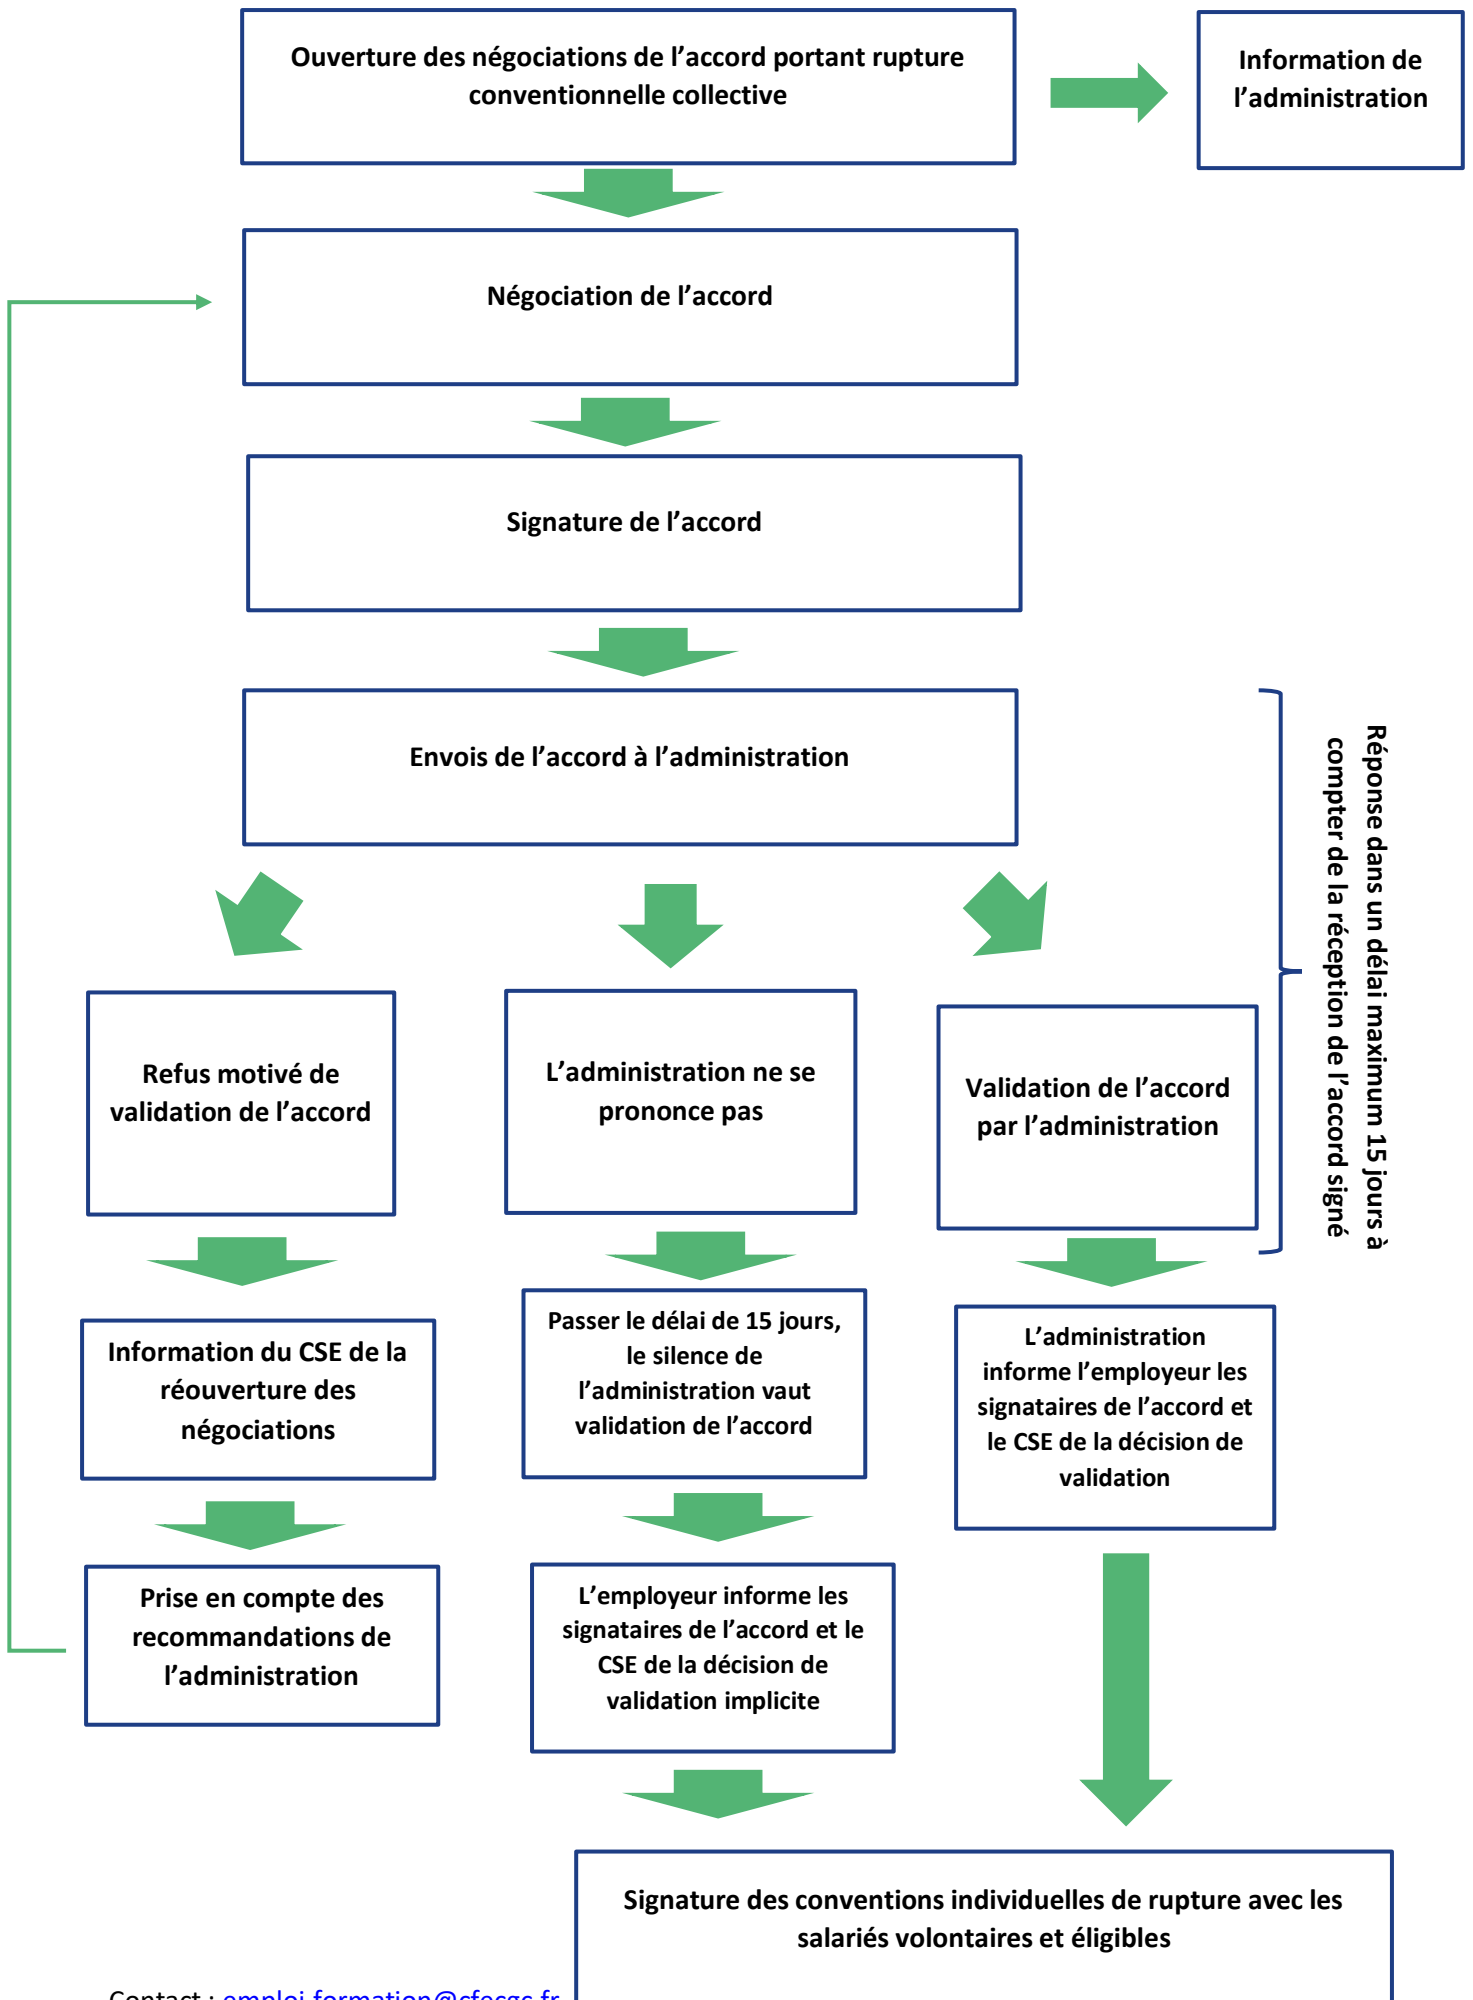 Ouverture des négociations de l’accord portant rupture
conventionnelle collective
Information de
l’administration
Négociation de l’accord
Signature de l’accord
Envois de l’accord à l’administration
Réponse dans un délai maximum 15 jours à
compter de la réception de l’accord signé
Refus motivé de
validation de l’accord
L’administration ne se
prononce pas
Validation de l’accord
par l’administration
Information du CSE de la
réouverture des
négociations
Passer le délai de 15 jours,
le silence de
l’administration vaut
validation de l’accord
L’administration
informe l’employeur les
signataires de l’accord et
le CSE de la décision de
validation
Prise en compte des
recommandations de
l’administration
L’employeur informe les
signataires de l’accord et le
CSE de la décision de
validation implicite
Signature des conventions individuelles de rupture avec les
salariés volontaires et éligibles
Contact : emploi.formation@cfecgc.fr